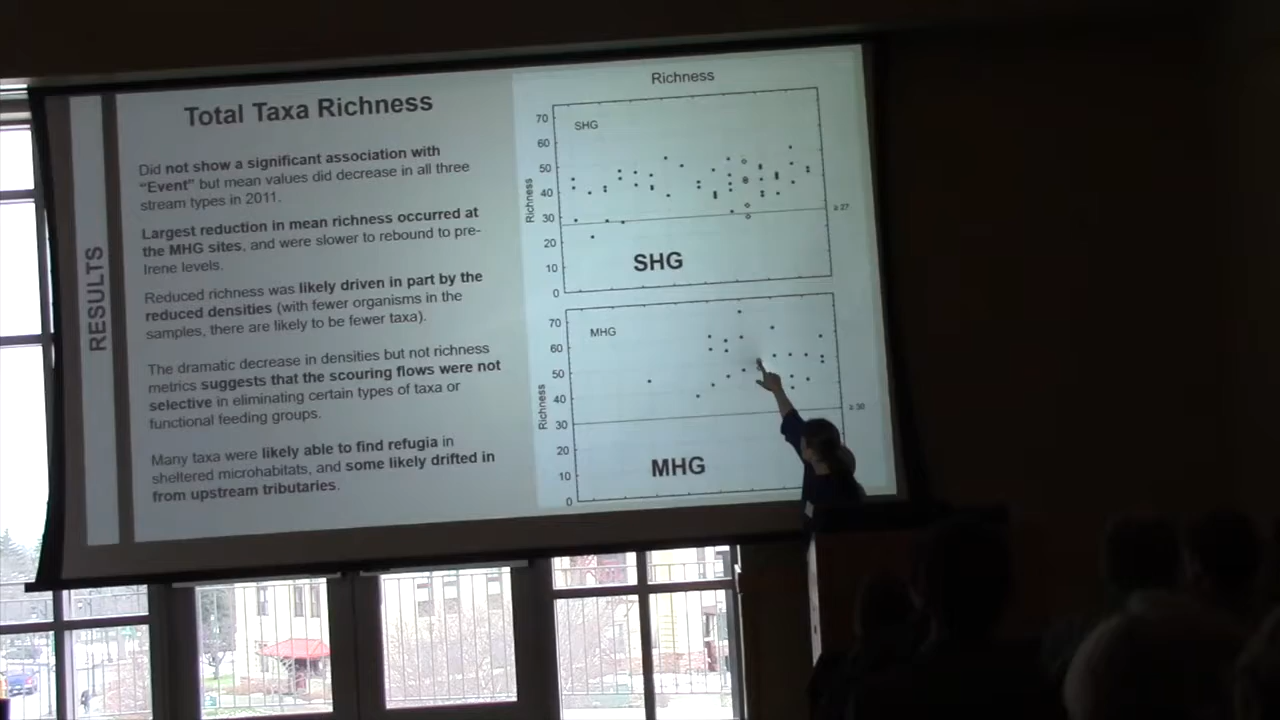 RESULTS
Total Taxa Richness
Did not show a significant association with
“Event” but mean values did decrease in all three
stream types in 2011.
Largest reduction in mean richness occurred at
the MHG sites, and were slower to rebound to pre-
Irene levels.
Reduced richness was likely driven in part by the
reduced densities (with fewer organisms in the
samples, there are likely to be fewer taxa).
The dramatic decrease in densities but not richness
metrics suggests that the scouring flows were not
selective in eliminating certain types of taxa or
functional feeding groups.
Many taxa were likely able to find refugia in
sheltered microhabitats, and some likely drifted in
from upstream tributaries.
Richness
70
60
50
40
30
20
10
0
Richness
SHG
≥ 27
SHG
70
60
50
40
30
20
10
0
Richness
MHG
≥ 30
MHG